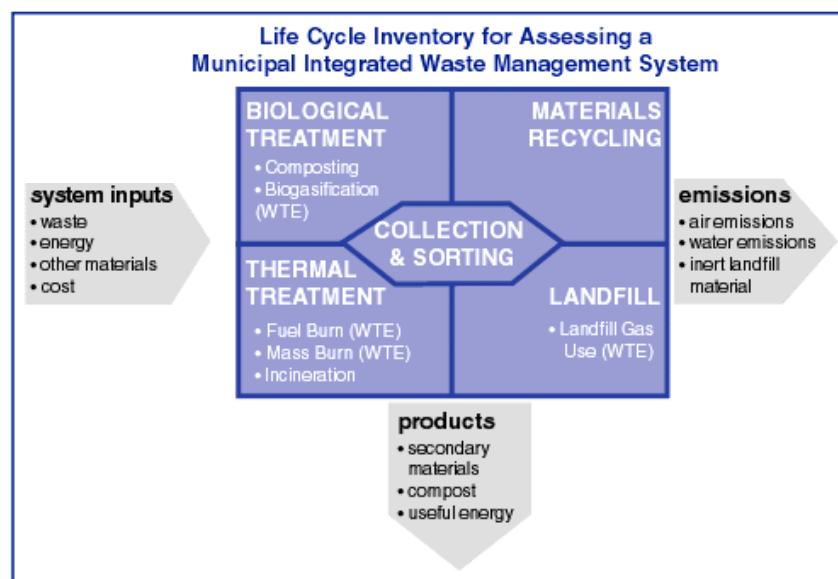 Life Cycle Inventory for Assessing a
Municipal Integrated Waste Management System
BIOLOGICAL
TREATMENT
• Composting
• Biogasification
(WTE)
MATERIALS
RECYCLING
system inputs
• waste
• energy
• other materials
• cost
COLLECTION
& SORTING
emissions
• air emissions
• water emissions
• inert landfill
material
THERMAL
TREATMENT
• Fuel Burn (WTE)
• Mass Burn (WTE)
• Incineration
LANDFILL
• Landfill Gas
Use (WTE)
products
• secondary
materials
• compost
• useful energy